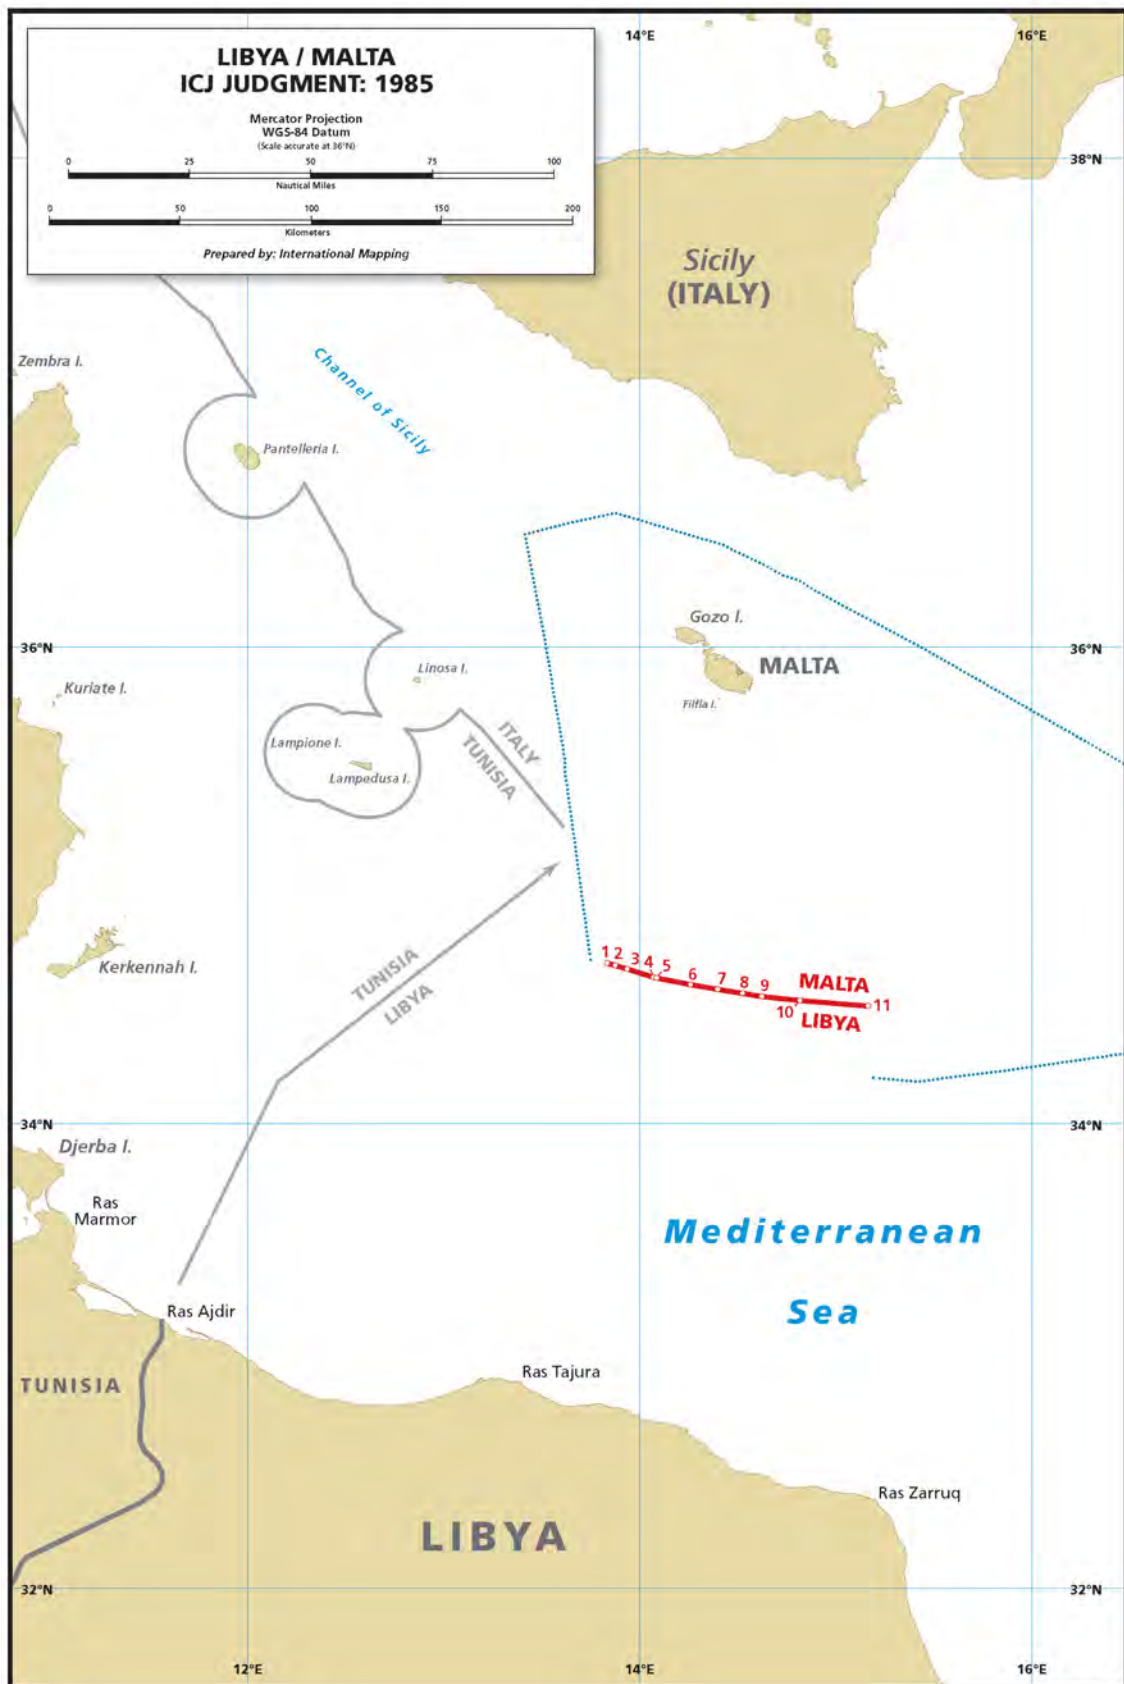 LIBYA / MALTA
ICJ JUDGMENT: 1985
Mercator Projection
WGS-84 Datum
(Scale accurate at 36°N)
0 25 50 75 100
Nautical Miles
0 50 100 150 200
Kilometers
Prepared by: International Mapping
14°E 16°E
38°N
Sicily
(ITALY)
Channel of Sicily
Zembra I.
Pantelleria I.
Gozo I.
36°N 36°N
MALTA
Linosa I.
Kuriate I.
Filfla I.
ITALY
TUNISIA
Lampione I.
Lampedusa I.
TUNISIA
LIBYA
Kerkennah I.
1 2 3 4 5 6 7 8 9 10 11
MALTA
LIBYA
34°N 34°N
Djerba I.
Ras
Marmor
Mediterranean
Sea
Ras Ajdir
Ras Tajura
TUNISIA
Ras Zarruq
LIBYA
32°N 32°N
12°E 14°E 16°E